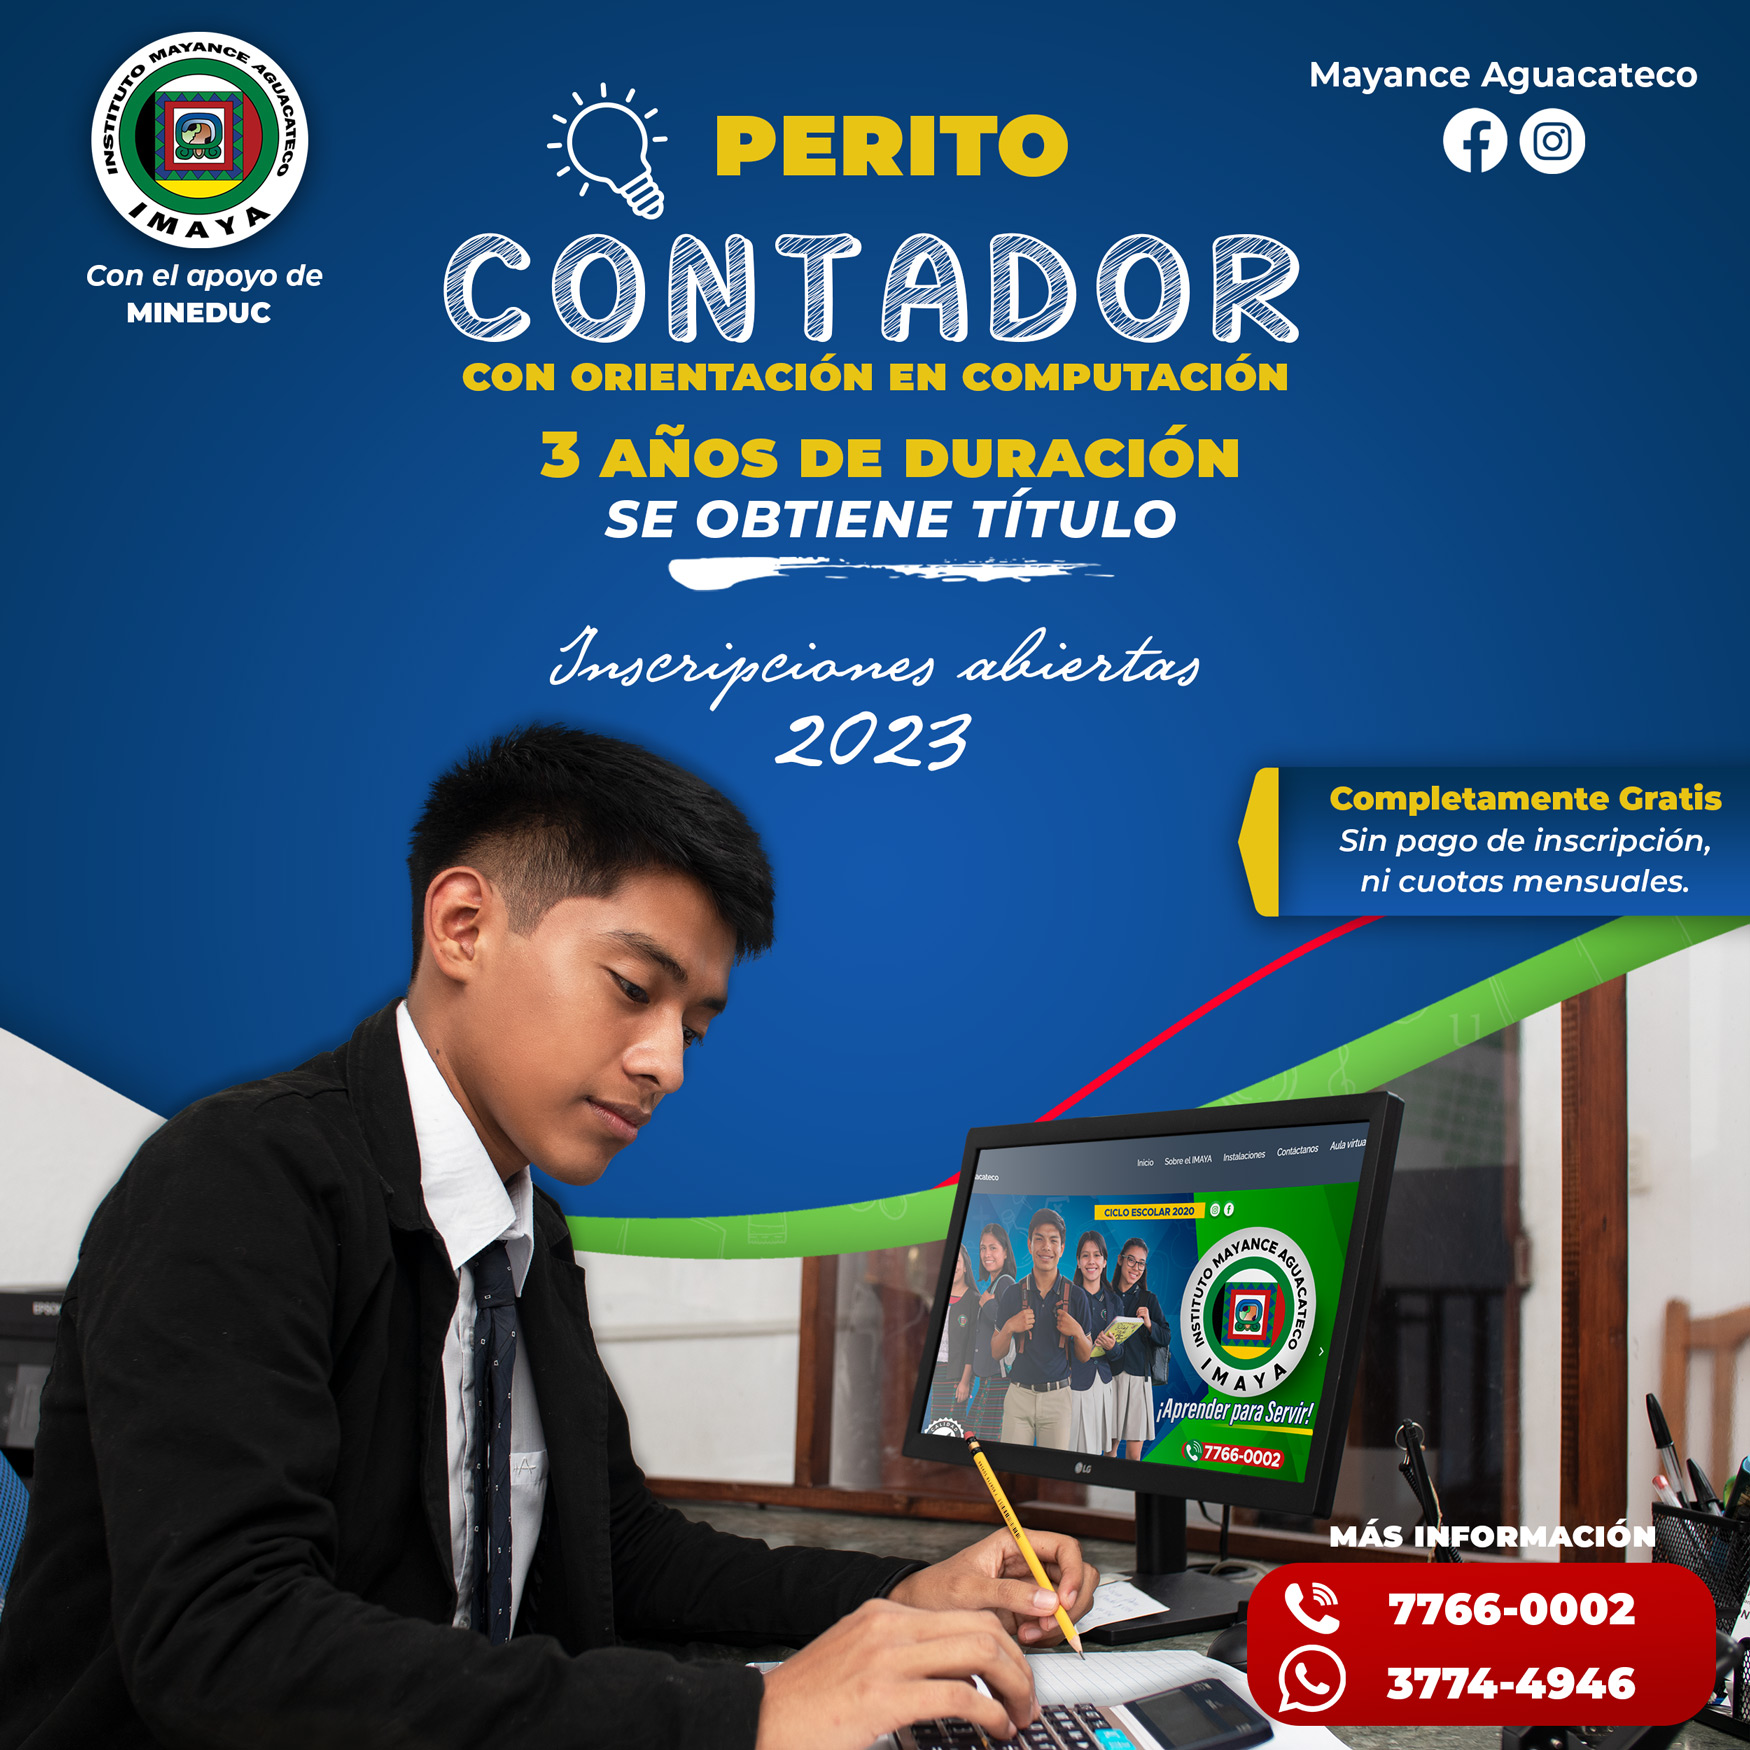 INSTITUTO MAYANCE AGUACATECO
IMAYA
Con el apoyo de
MINEDUC
Mayance Aguacateco
PERITO
CONTADOR
CON ORIENTACIÓN EN COMPUTACIÓN
3 AÑOS DE DURACIÓN
SE OBTIENE TÍTULO
Inscripciones abiertas
2023
Completamente Gratis
Sin pago de inscripción,
ni cuotas mensuales.
acateco
Inicio Sobre el IMAYA Instalaciones Contáctanos Aula virtua
CICLO ESCOLAR 2020
INSTITUTO MAYANCE AGUACATECO
IMAYA
¡Aprender para Servir!
7766-0002
LG
MÁS INFORMACIÓN
7766-0002
3774-4946